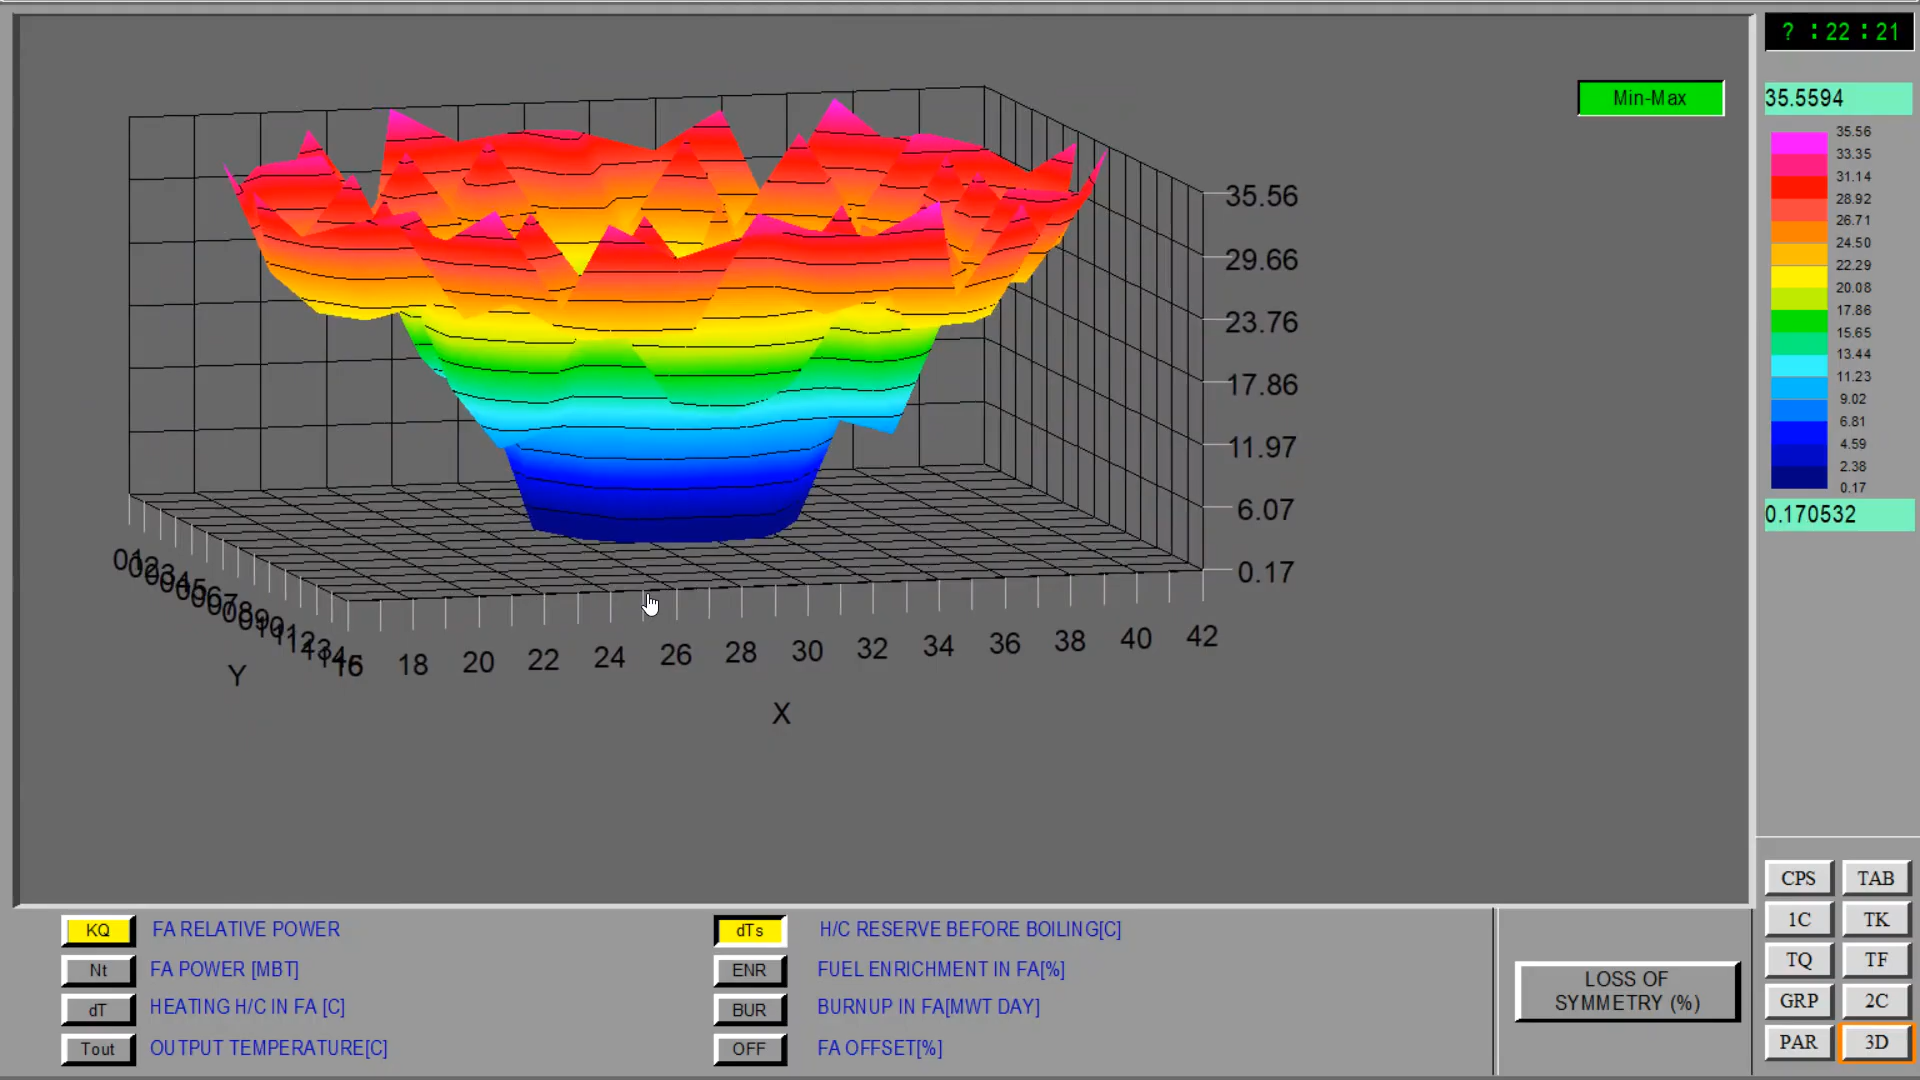 ? : 22 : 21
Min-Max
35.5594
35.56
33.35
31.14
28.92
26.71
24.50
22.29
20.08
17.86
15.65
13.44
11.23
9.02
6.81
4.59
2.38
0.17
0.170532
35.56
29.66
23.76
17.86
11.97
6.07
0.17
16 18 20 22 24 26 28 30 32 34 36 38 40 42
Y
X
KQ FA RELATIVE POWER
Nt FA POWER [MBT]
dT HEATING H/C IN FA [C]
Tout OUTPUT TEMPERATURE[C]
dTs H/C RESERVE BEFORE BOILING[C]
ENR FUEL ENRICHMENT IN FA[%]
BUR BURNUP IN FA[MWT DAY]
OFF FA OFFSET[%]
LOSS OF
SYMMETRY (%)
CPS TAB
1C TK
TQ TF
GRP 2C
PAR 3D